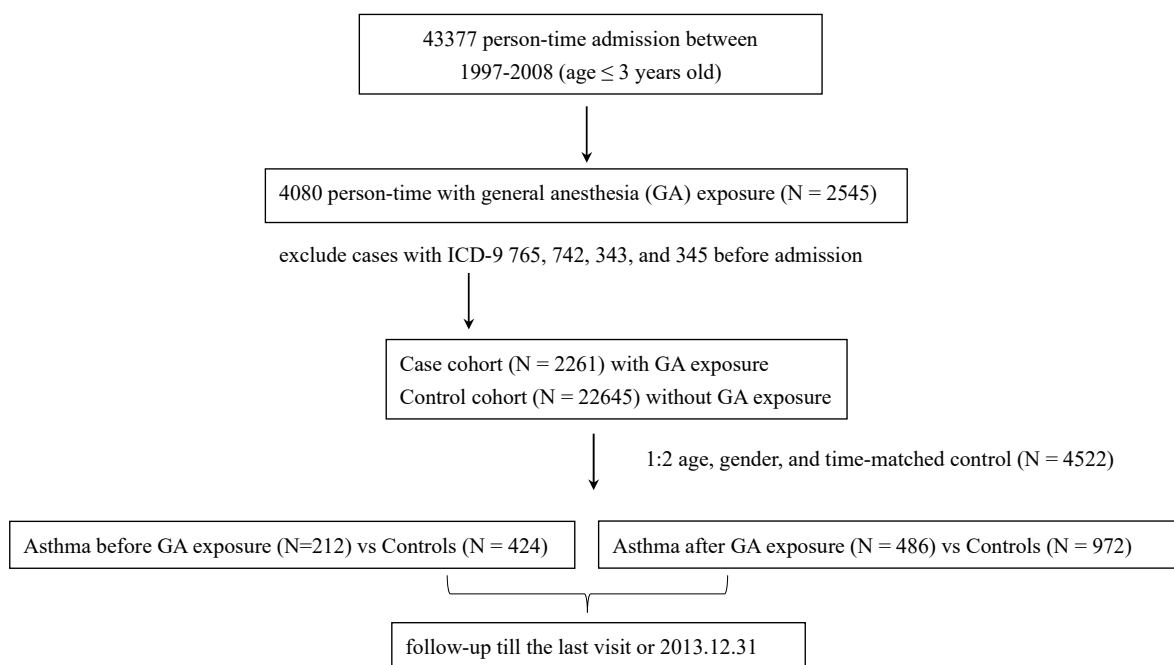 43377 person-time admission between
1997-2008 (age ≤ 3 years old)
4080 person-time with general anesthesia (GA) exposure (N = 2545)
exclude cases with ICD-9 765, 742, 343, and 345 before admission
Case cohort (N = 2261) with GA exposure
Control cohort (N = 22645) without GA exposure
1:2 age, gender, and time-matched control (N = 4522)
Asthma before GA exposure (N=212) vs Controls (N = 424)
Asthma after GA exposure (N = 486) vs Controls (N = 972)
follow-up till the last visit or 2013.12.31